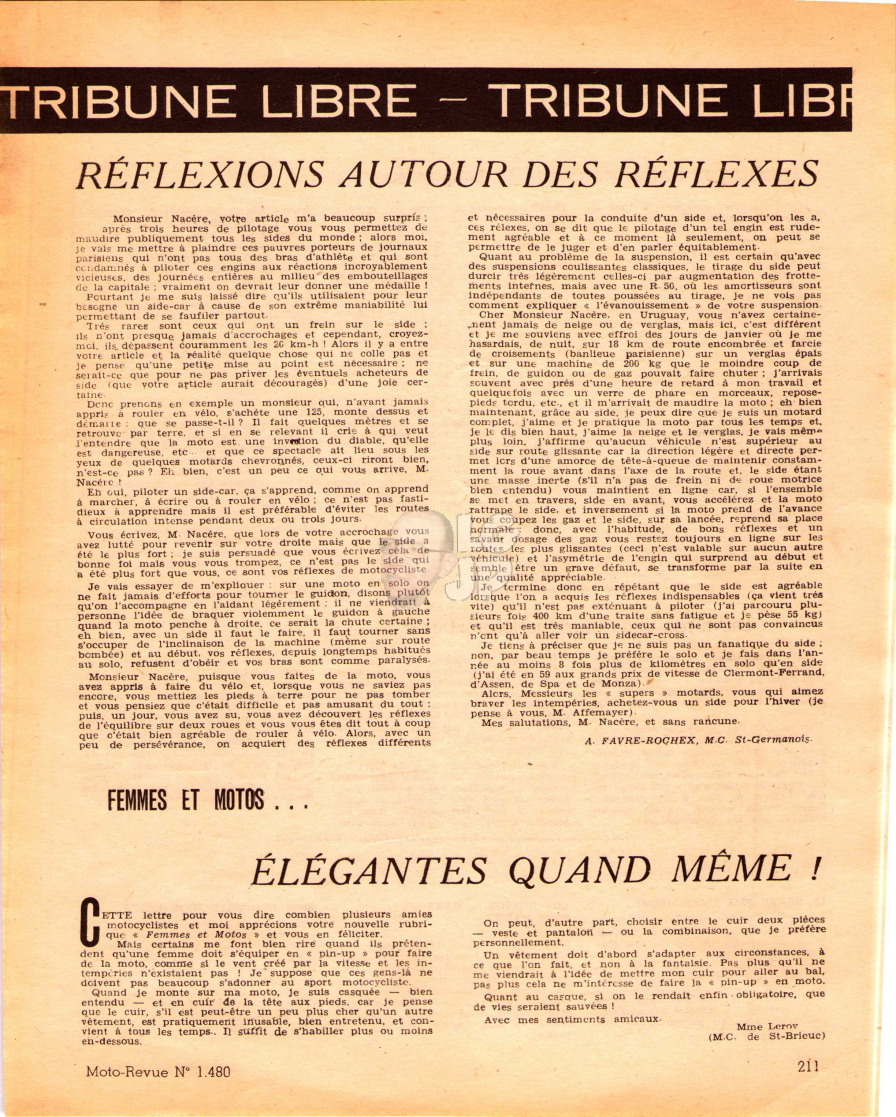 TRIBUNE LIBRE – TRIBUNE LIBR
RÉFLEXIONS AUTOUR DES RÉFLEXES
Monsieur Nacère, votre article m'a beaucoup surpris ;
après trois heures de pilotage vous vous permettez de
maudire publiquement tous les sides du monde ; alors moi,
je vais me mettre à plaindre ces pauvres porteurs de journaux
parisiens qui n'ont pas tous des bras d'athlète et qui sont
condamnés à piloter ces engins aux réactions incroyablement
vicieuses, des journées entières au milieu des embouteillages
de la capitale ; vraiment on devrait leur donner une médaille !
Pourtant je me suis laissé dire qu'ils utilisaient pour leur
besogne un side-car à cause de son extrême maniabilité lui
permettant de se faufiler partout.
Très rares sont ceux qui ont un frein sur le side ;
ils n'ont presque jamais d'accrochages et cependant, croyez-
moi, ils dépassent couramment les 26 km-h ! Alors il y a entre
votre article et la réalité quelque chose qui ne colle pas et
je pense qu'une petite mise au point est nécessaire ; ne
serait-ce que pour ne pas priver les éventuels acheteurs de
side (que votre article aurait découragés) d'une joie cer-
taine.
Donc prenons en exemple un monsieur qui, n'avant jamais
appris à rouler en vélo, s'achète une 125, monte dessus et
démarre : que se passe-t-il ? Il fait quelques mètres et se
retrouve par terre, et si en se relevant il crie à qui veut
l'entendre que la moto est une invention du diable, qu'elle
est dangereuse, etc... et que ce spectacle ait lieu sous les
yeux de quelques motards chevronnés, ceux-ci riront bien,
n'est-ce pas ? Eh bien, c'est un peu ce qui vous arrive, M.
Nacère !
Eh oui, piloter un side-car, ça s'apprend, comme on apprend
à marcher, à écrire ou à rouler en vélo ; ce n'est pas fasti-
dieux à apprendre mais il est préférable d'éviter les routes
à circulation intense pendant deux ou trois jours.
Vous écrivez, M. Nacère, que lors de votre accrochage vous
avez lutté pour revenir sur votre droite mais que le side a
été le plus fort ; je suis persuadé que vous écrivez cela de
bonne foi mais vous vous trompez, ce n'est pas le side qui
a été plus fort que vous, ce sont vos réflexes de motocycliste.
Je vais essayer de m'expliquer : sur une moto en solo on
ne fait jamais d'efforts pour tourner le guidon, disons plutôt
qu'on l'accompagne en l'aidant légèrement : il ne viendrait à
personne l'idée de braquer violemment le guidon à gauche
quand la moto penche à droite, ce serait la chute certaine ;
eh bien, avec un side il faut le faire, il faut tourner sans
s'occuper de l'inclinaison de la machine (même sur route
bombée) et au début, vos réflexes, depuis longtemps habitués
au solo, refusent d'obéir et vos bras sont comme paralysés.
Monsieur Nacère, puisque vous faites de la moto, vous
avez appris à faire du vélo et, lorsque vous ne saviez pas
encore, vous mettiez les pieds à terre pour ne pas tomber
et vous pensiez que c'était difficile et pas amusant du tout :
puis, un jour, vous avez su, vous avez découvert les réflexes
de l'équilibre sur deux roues et vous vous êtes dit tout à coup
que c'était bien agréable de rouler à vélo. Alors, avec un
peu de persévérance, on acquiert des réflexes différents
et nécessaires pour la conduite d'un side et, lorsqu'on les a,
ces rélexes, on se dit que le pilotage d'un tel engin est rude-
ment agréable et à ce moment là seulement, on peut se
permettre de le juger et d'en parler équitablement.
Quant au problème de la suspension, il est certain qu'avec
des suspensions coulissantes classiques, le tirage du side peut
durcir très légèrement celles-ci par augmentation des frotte-
ments internes, mais avec une R 50, où les amortisseurs sont
indépendants de toutes poussées au tirage, je ne vois pas
comment expliquer « l'évanouissement » de votre suspension.
Cher Monsieur Nacère, en Uruguay, vous n'avez certaine-
ment jamais de neige ou de verglas, mais ici, c'est différent
et je me souviens avec effroi des jours de janvier où je me
hasardais, de nuit, sur 18 km de route encombrée et farcie
de croisements (banlieue parisienne) sur un verglas épais
et sur une machine de 200 kg que le moindre coup de
frein, de guidon ou de gaz pouvait faire chuter ; j'arrivais
souvent avec près d'une heure de retard à mon travail et
quelquefois avec un verre de phare en morceaux, repose-
pieds tordu, etc., et il m'arrivait de maudire la moto ; eh bien
maintenant, grâce au side, je peux dire que je suis un motard
complet, j'aime et je pratique la moto par tous les temps et,
je le dis bien haut, j'aime la neige et le verglas, je vais même
plus loin, j'affirme qu'aucun véhicule n'est supérieur au
side sur route glissante car la direction légère et directe per-
met lors d'une amorce de tête-à-queue de maintenir constam-
ment la roue avant dans l'axe de la route et, le side étant
une masse inerte (s'il n'a pas de frein ni de roue motrice
bien entendu) vous maintient en ligne car, si l'ensemble
se met en travers, side en avant, vous accélérez et la moto
rattrape le side, et inversement si la moto prend de l'avance
vous coupez les gaz et le side, sur sa lancée, reprend sa place
normale ; donc, avec l'habitude, de bons réflexes et un
savant dosage des gaz vous restez toujours en ligne sur les
routes les plus glissantes (ceci n'est valable sur aucun autre
véhicule) et l'asymétrie de l'engin qui surprend au début et
semble être un grave défaut, se transforme par la suite en
une qualité appréciable.
Je termine donc en répétant que le side est agréable
lorsque l'on a acquis les réflexes indispensables (ça vient très
vite) qu'il n'est pas exténuant à piloter (j'ai parcouru plu-
sieurs fois 400 km d'une traite sans fatigue et je pèse 55 kg)
et qu'il est très maniable, ceux qui ne sont pas convaincus
n'ont qu'à aller voir un sidecar-cross.
Je tiens à préciser que je ne suis pas un fanatique du side ;
non, par beau temps je préfère le solo et je fais dans l'an-
née au moins 8 fois plus de kilomètres en solo qu'en side
(j'ai été en 59 aux grands prix de vitesse de Clermont-Ferrand,
d'Assen, de Spa et de Monza).
Alors, Messieurs les « supers » motards, vous qui aimez
braver les intempéries, achetez-vous un side pour l'hiver (je
pense à vous, M. Affemayer).
Mes salutations, M. Nacère, et sans rancune.
A. FAVRE-ROCHEX, M.C. St-Germanois.
FEMMES ET MOTOS . . .
ÉLÉGANTES QUAND MÊME !
CETTE lettre pour vous dire combien plusieurs amies
motocyclistes et moi apprécions votre nouvelle rubri-
que « Femmes et Motos » et vous en féliciter.
Mais certains me font bien rire quand ils préten-
dent qu'une femme doit s'équiper en « pin-up » pour faire
de la moto, comme si le vent créé par la vitesse et les in-
tempéries n'existaient pas ! Je suppose que ces gens-là ne
doivent pas beaucoup s'adonner au sport motocycliste.
Quand je monte sur ma moto, je suis casquée — bien
entendu — et en cuir de la tête aux pieds, car je pense
que le cuir, s'il est peut-être un peu plus cher qu'un autre
vêtement, est pratiquement inusable, bien entretenu, et con-
vient à tous les temps. Il suffit de s'habiller plus ou moins
en-dessous.
On peut, d'autre part, choisir entre le cuir deux pièces
— veste et pantalon — ou la combinaison, que je préfère
personnellement.
Un vêtement doit d'abord s'adapter aux circonstances, à
ce que l'on fait, et non à la fantaisie. Pas plus qu'il ne
me viendrait à l'idée de mettre mon cuir pour aller au bal,
pas plus cela ne m'intéresse de faire la « pin-up » en moto.
Quant au casque, si on le rendait enfin obligatoire, que
de vies seraient sauvées !
Avec mes sentiments amicaux.
Mme Leroy
(M.C. de St-Brieuc)
Moto-Revue N° 1.480
211